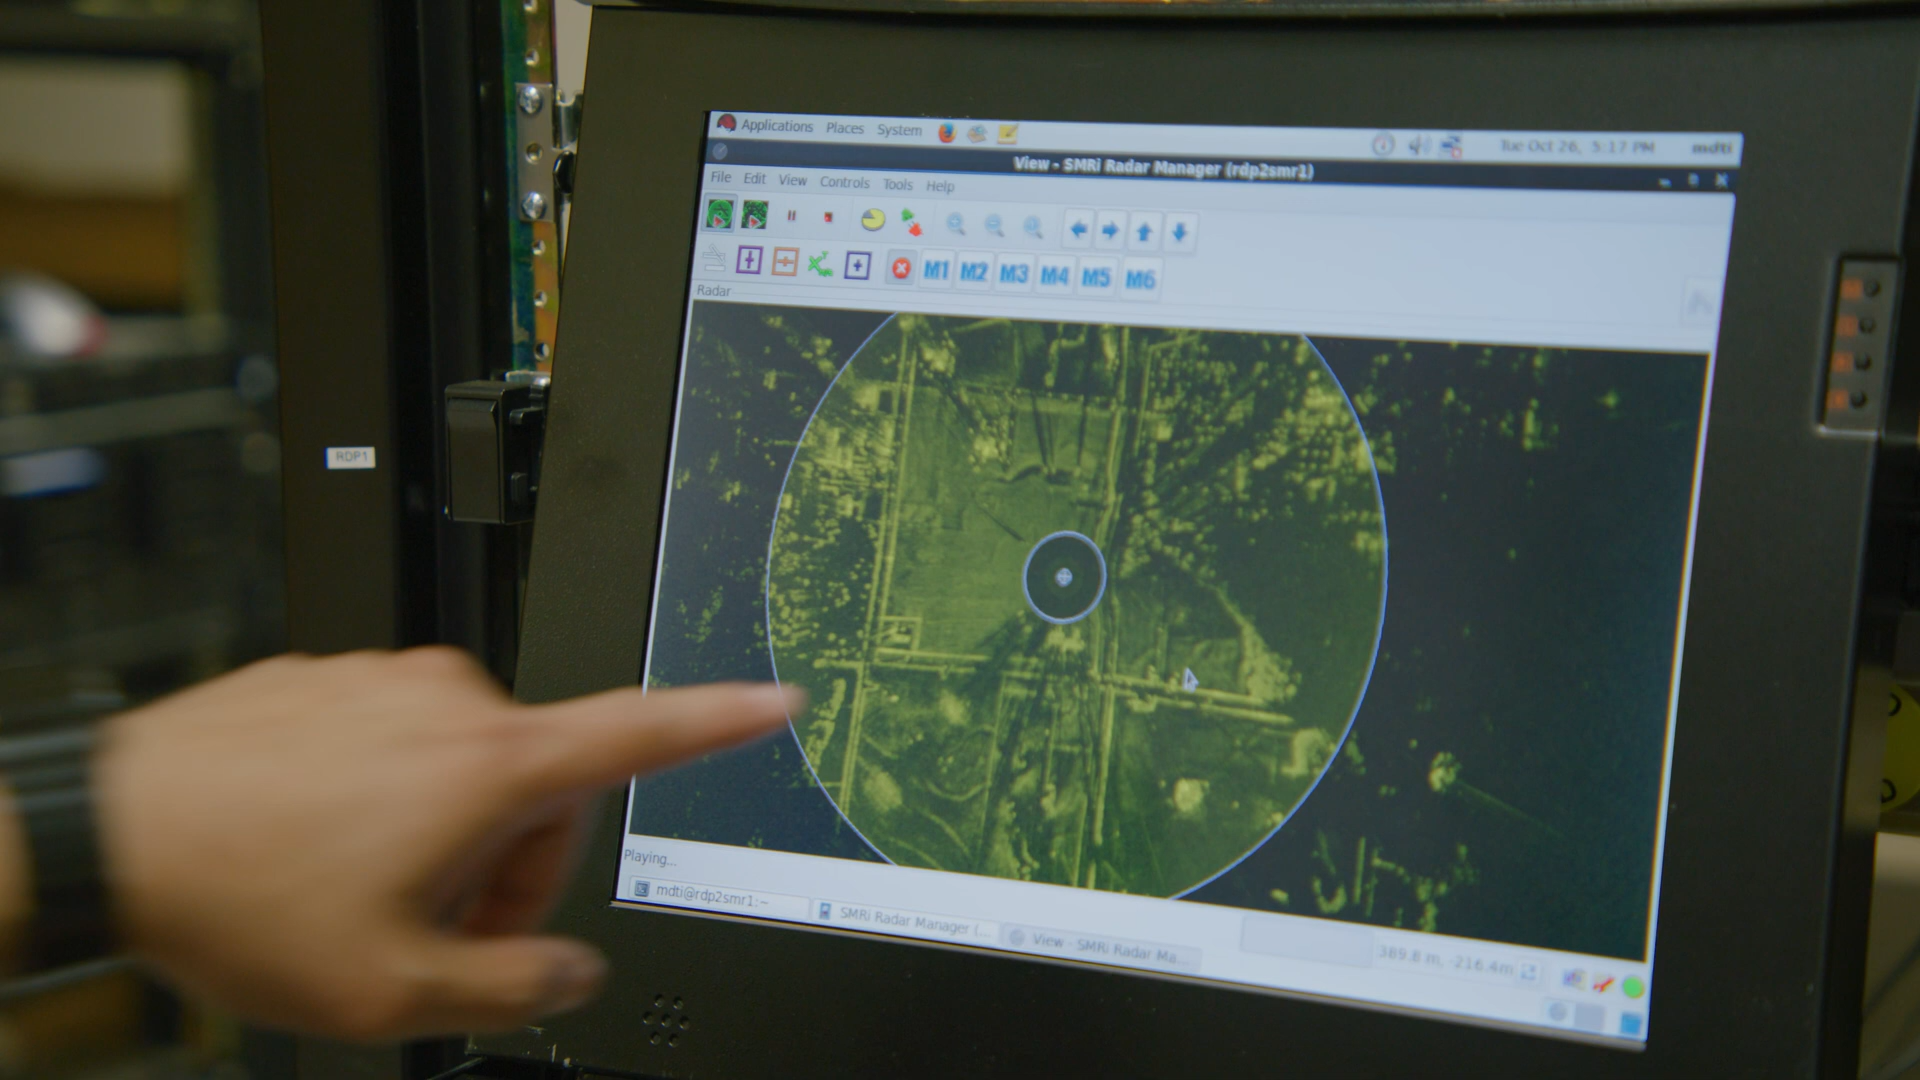 Applications Places System
Tue Oct 26, 5:17 PM mdti
View - SMRi Radar Manager (rdp2smr1)
File Edit View Controls Tools Help
M1 M2 M3 M4 M5 M6
Radar
RDP1
Playing...
389.8 m, -216.4m
mdti@rdp2smr1:~
SMRi Radar Manager (...
View - SMRi Radar Ma...